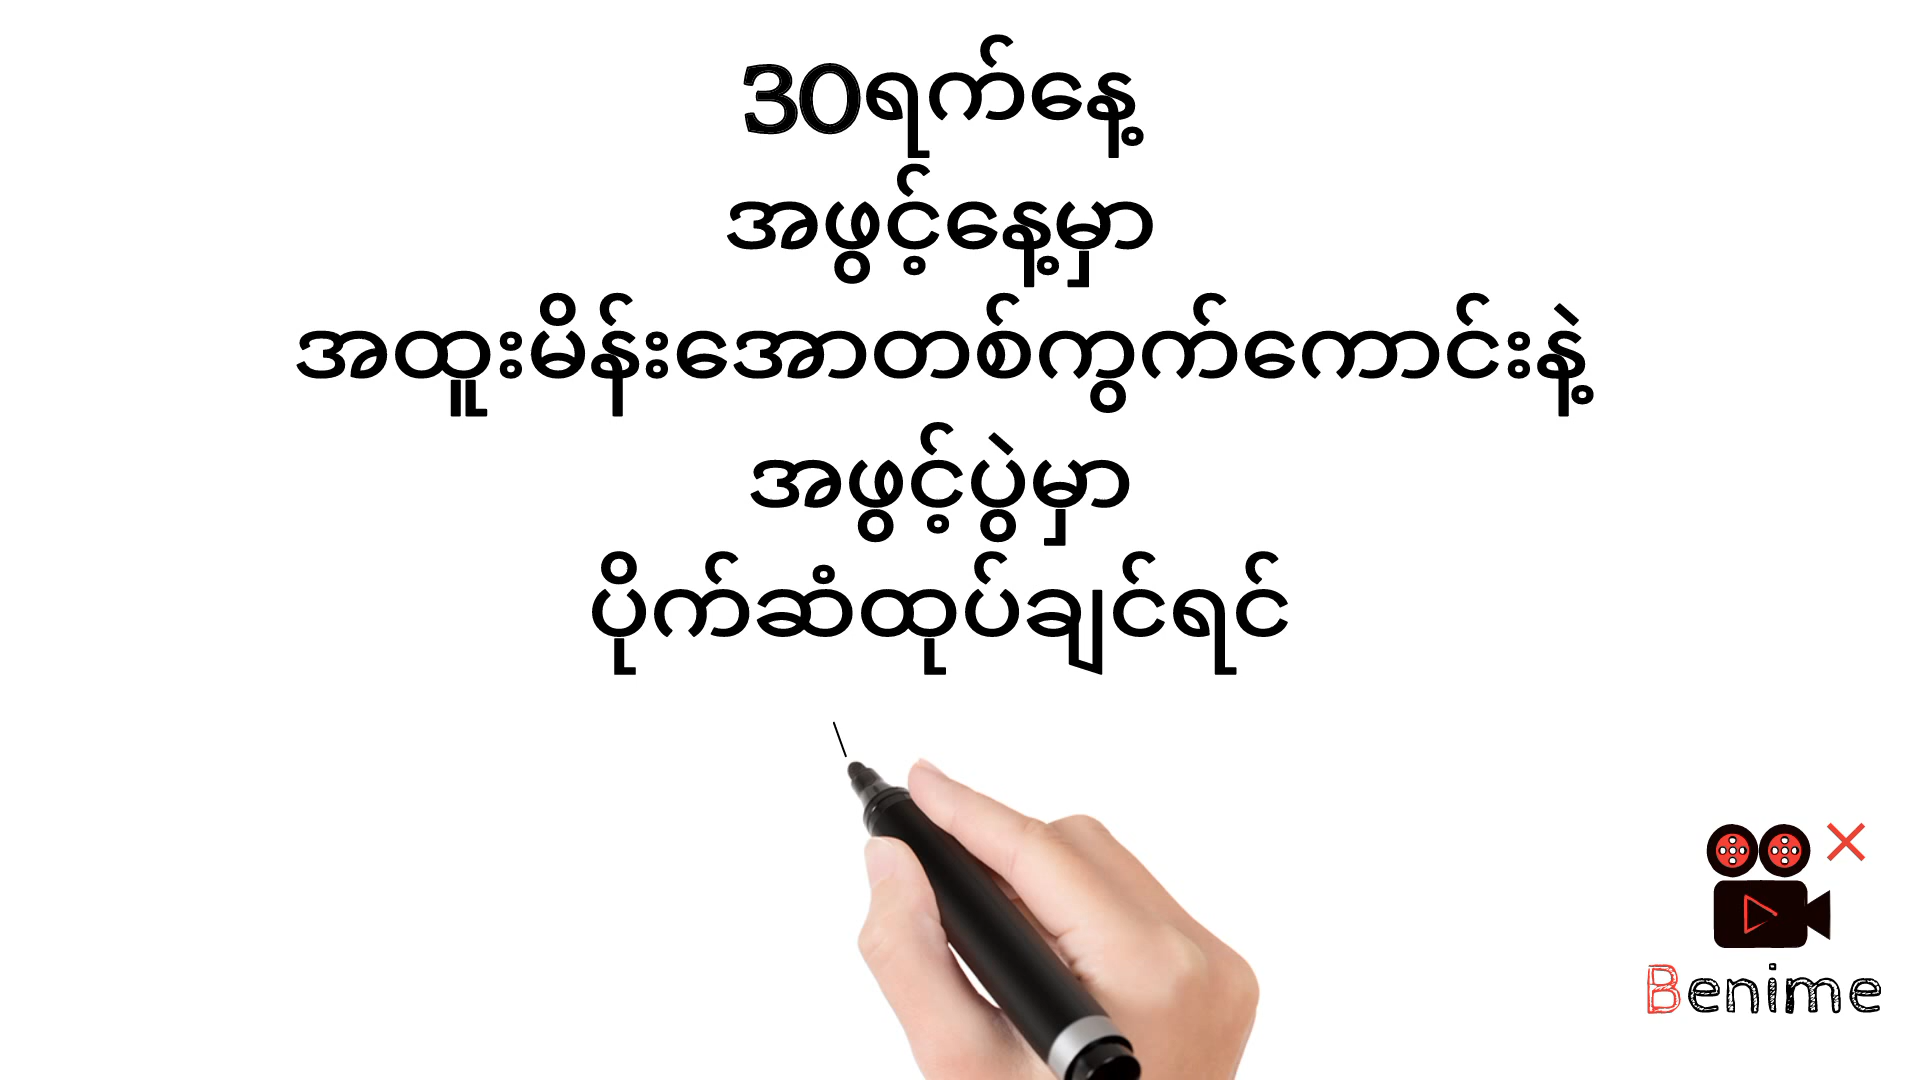 30ရက်နေ့
အဖွင့်နေ့မှာ
အထူးမိန်းအောတစ်ကွက်ကောင်းနဲ့
အဖွင့်ပွဲမှာ
ပိုက်ဆံထုပ်ချင်ရင်
Benime